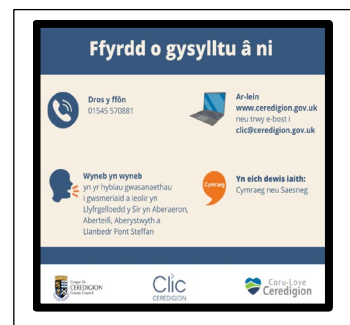 Ffyrdd o gysylltu â ni
Dros y ffôn
01545 570881
Ar-lein
www.ceredigion.gov.uk
neu trwy e-bost i
clic@ceredigion.gov.uk
Wyneb yn wyneb
yn yr hybiau gwasanaethau
i gwsmeriaid a leolir yn
Llyfrgelloedd y Sir yn Aberaeron,
Aberteifi, Aberystwyth a
Llanbedr Pont Steffan
Cymraeg
Yn eich dewis iaith:
Cymraeg neu Saesneg
Cyngor Sir
CEREDIGION
County Council
Clic
CEREDIGION
Caru-Love
Ceredigion